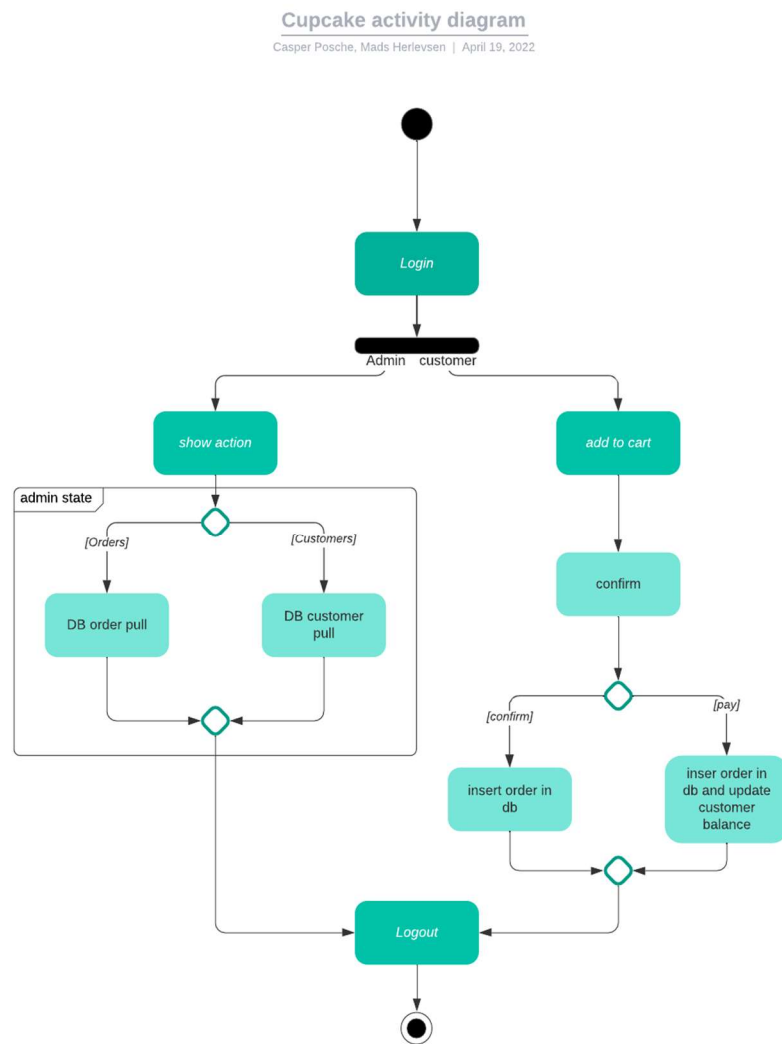 Cupcake activity diagram
Casper Posche, Mads Herlevsen | April 19, 2022
Login
Admin customer
show action
add to cart
admin state
[Orders]
[Customers]
confirm
DB order pull
DB customer
pull
[confirm]
[pay]
insert order in
db
inser order in
db and update
customer
balance
Logout